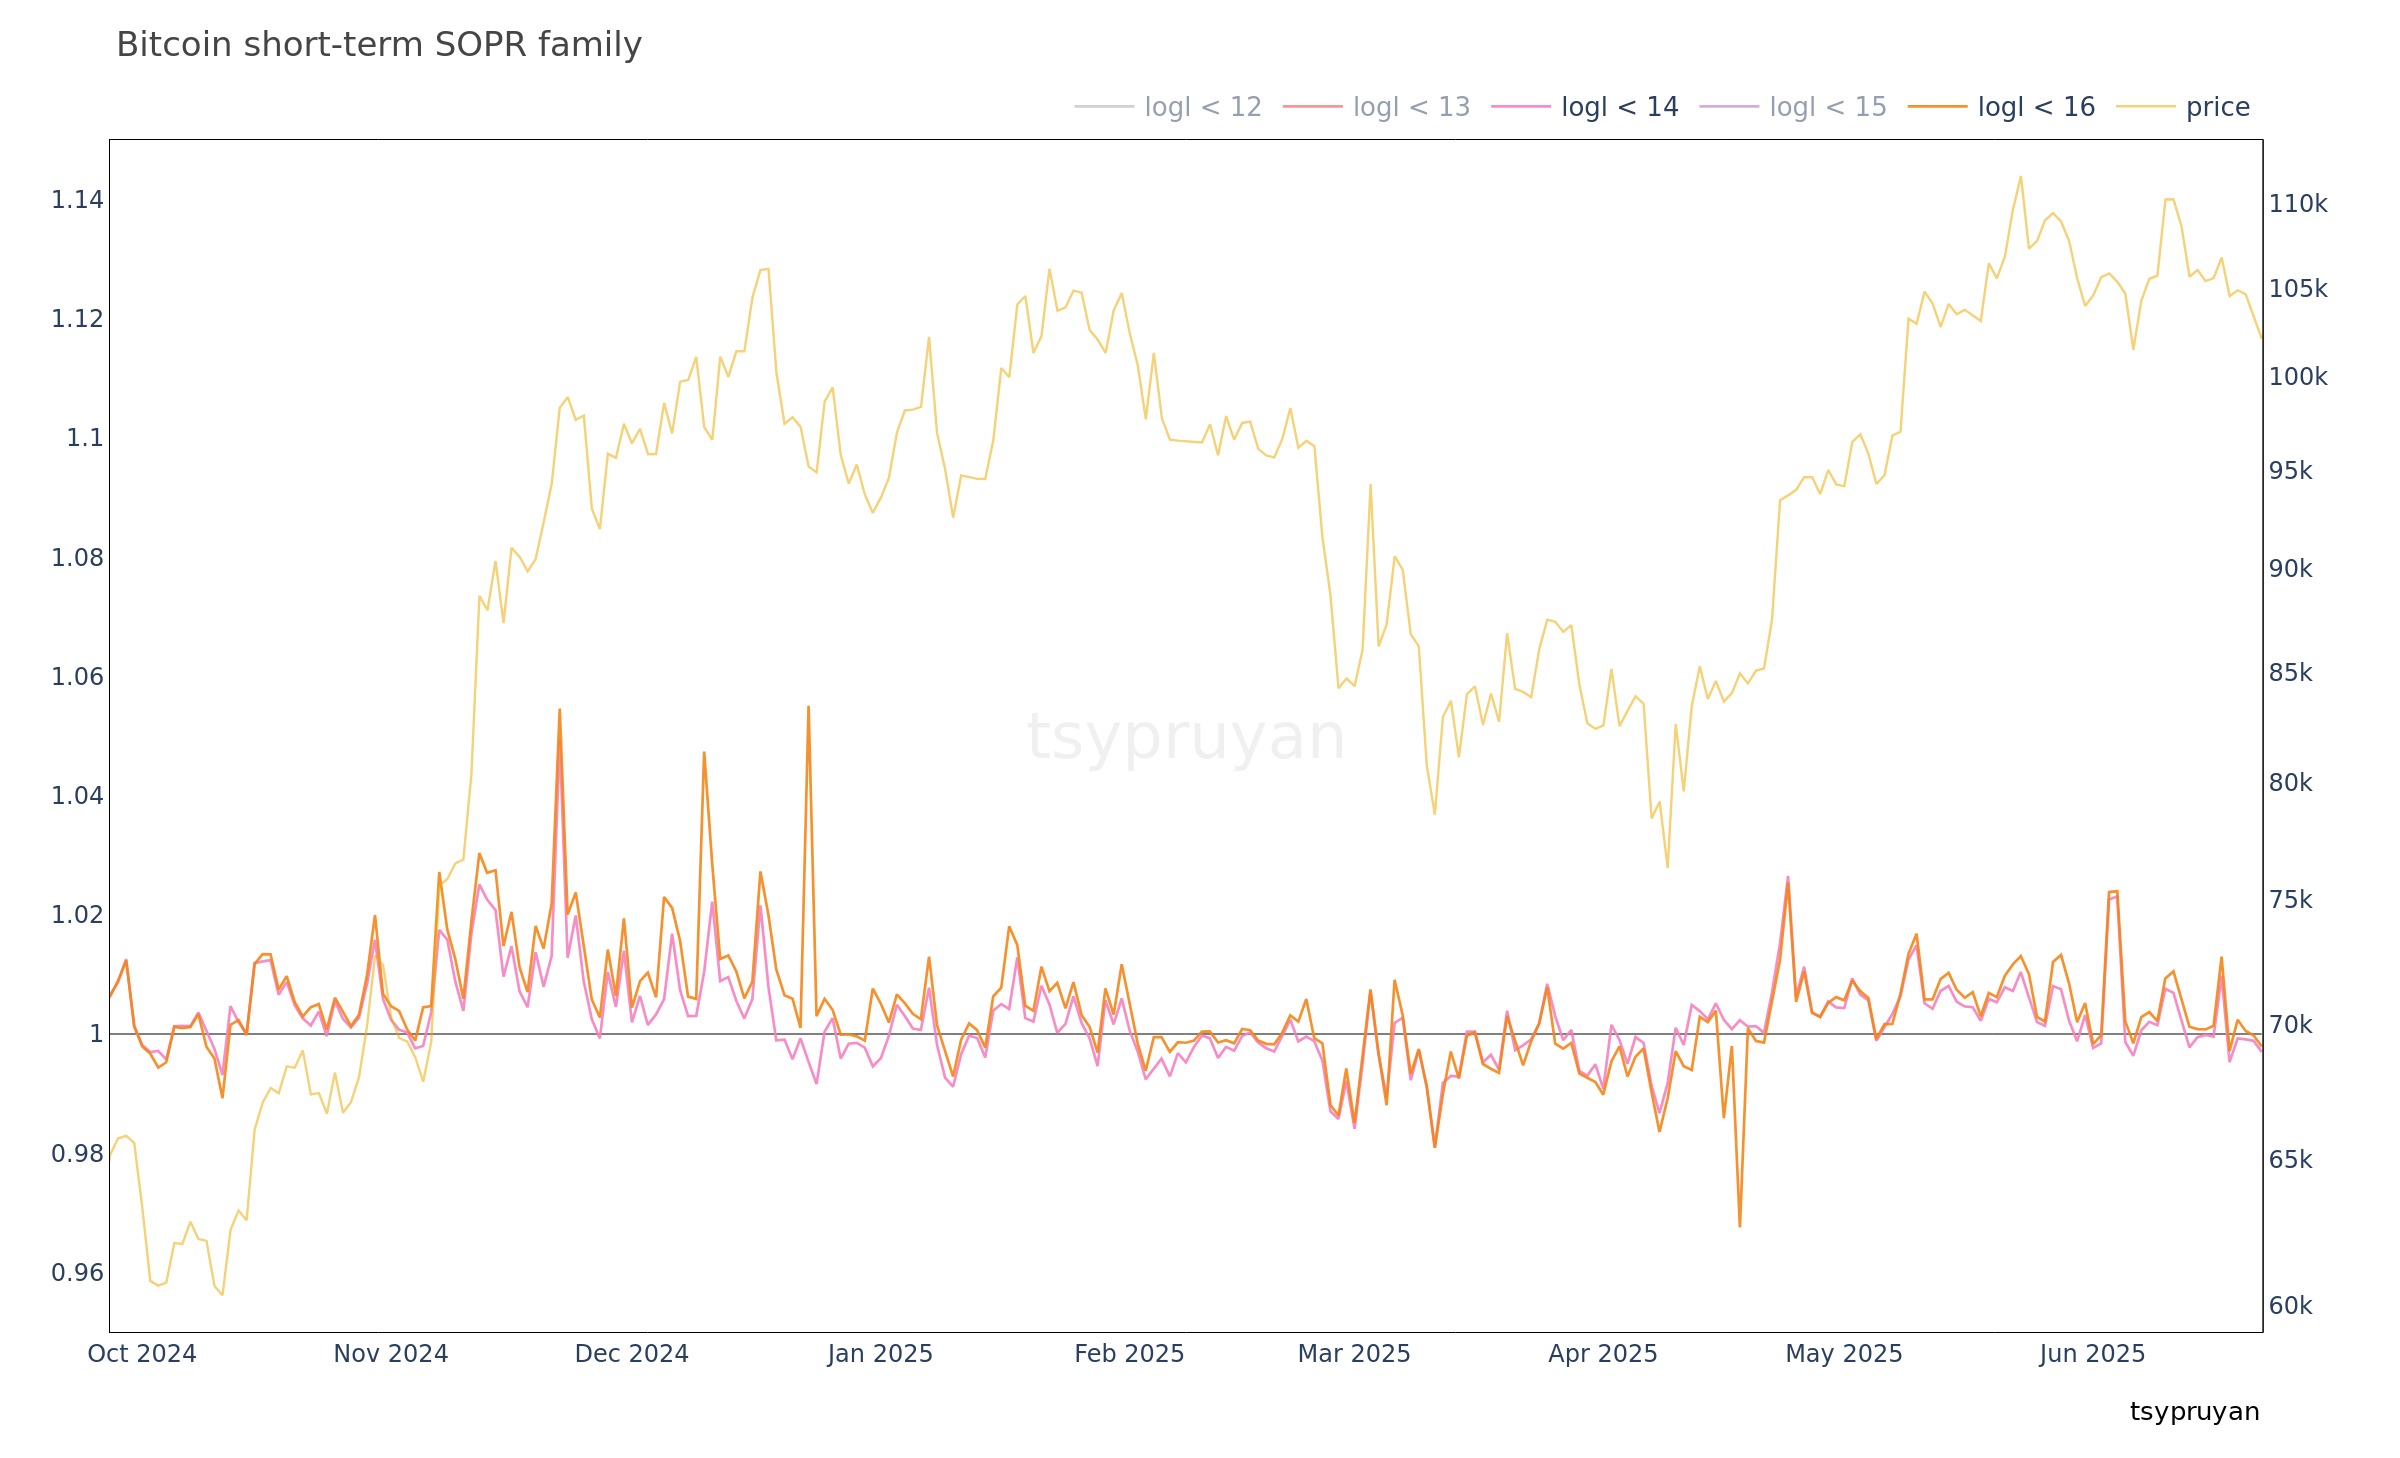 Bitcoin short-term SOPR family
logl < 12 logl < 13 logl < 14 logl < 15 logl < 16 price
1.14 110k
1.12 105k
1.1 100k
1.08 95k
1.06 90k
1.04 85k
1.02 80k
1 75k
0.98 70k
0.96 65k
60k
tsypruyan
Oct 2024 Nov 2024 Dec 2024 Jan 2025 Feb 2025 Mar 2025 Apr 2025 May 2025 Jun 2025
tsypruyan